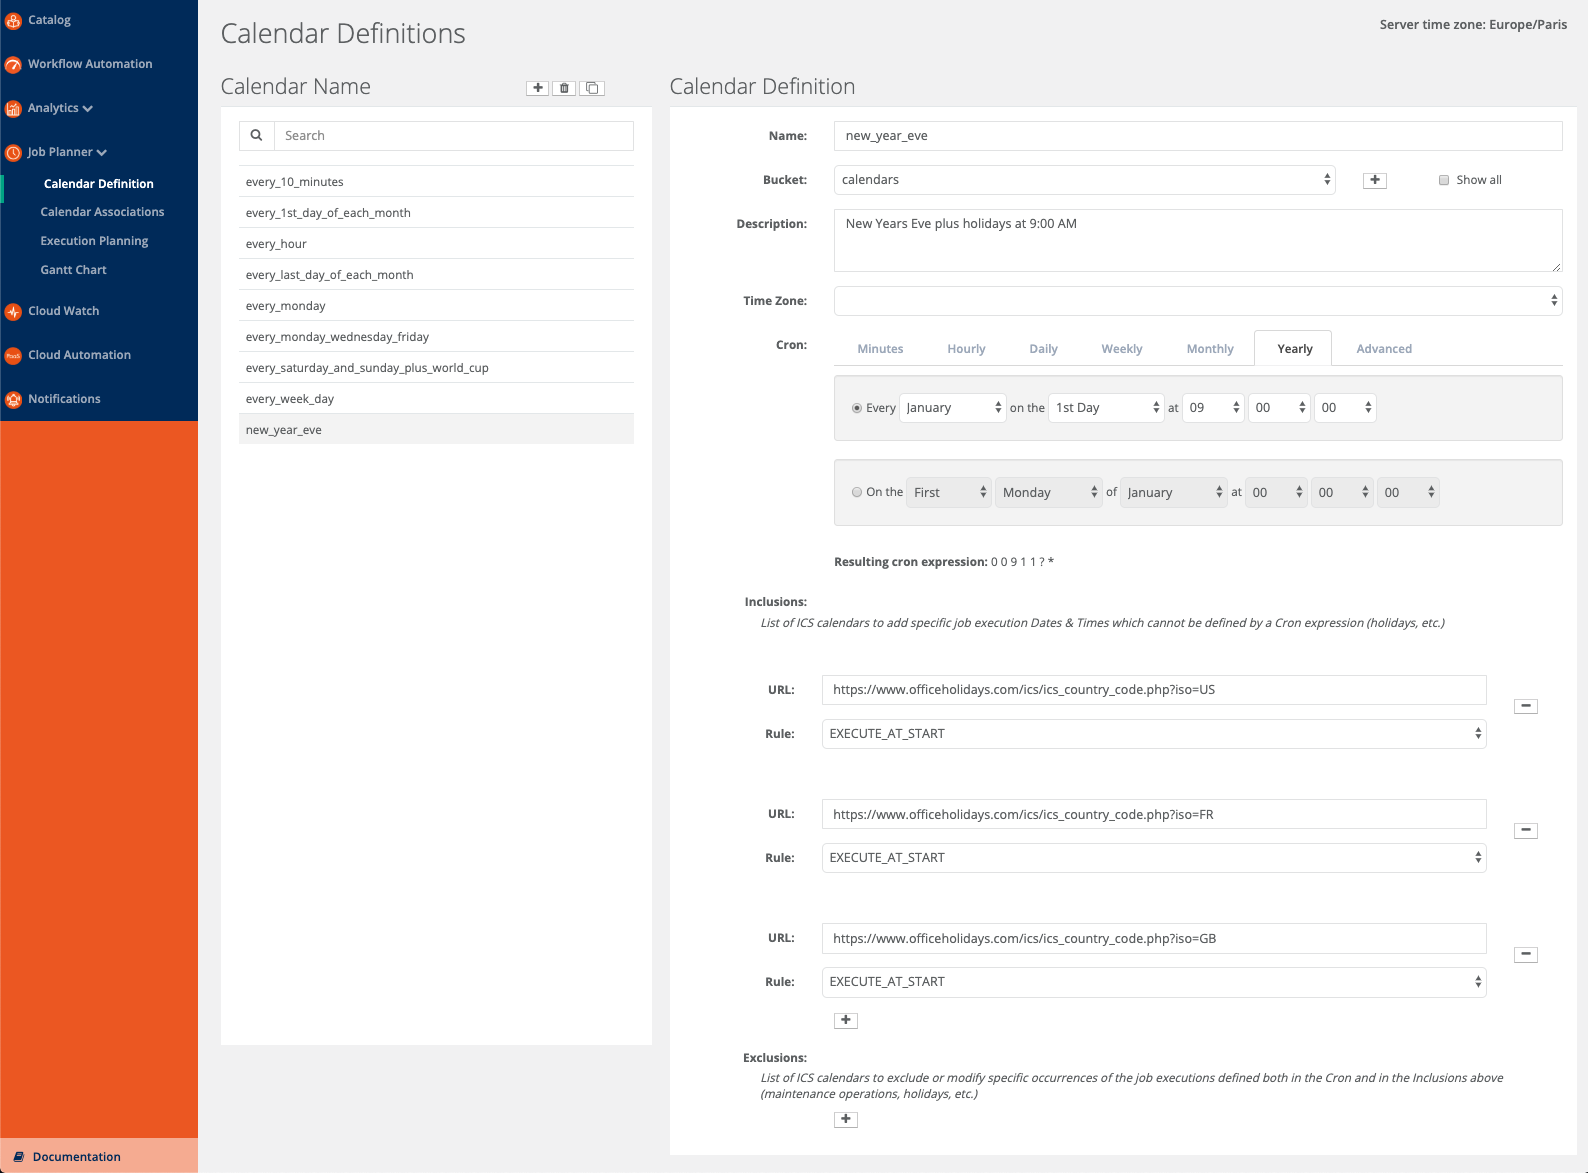 Catalog
Workflow Automation
Analytics
Job Planner
Calendar Definition
Calendar Associations
Execution Planning
Gantt Chart
Cloud Watch
PaaS Cloud Automation
Notifications
Documentation
Calendar Definitions
Server time zone: Europe/Paris
Calendar Name
Search
every_10_minutes
every_1st_day_of_each_month
every_hour
every_last_day_of_each_month
every_monday
every_monday_wednesday_friday
every_saturday_and_sunday_plus_world_cup
every_week_day
new_year_eve
Calendar Definition
Name: new_year_eve
Bucket: calendars Show all
Description: New Years Eve plus holidays at 9:00 AM
Time Zone:
Cron: Minutes Hourly Daily Weekly Monthly Yearly Advanced
Every January on the 1st Day at 09 00 00
On the First Monday of January at 00 00 00
Resulting cron expression: 0 0 9 1 1 ? *
Inclusions:
List of ICS calendars to add specific job execution Dates & Times which cannot be defined by a Cron expression (holidays, etc.)
URL: https://www.officeholidays.com/ics/ics_country_code.php?iso=US
Rule: EXECUTE_AT_START
URL: https://www.officeholidays.com/ics/ics_country_code.php?iso=FR
Rule: EXECUTE_AT_START
URL: https://www.officeholidays.com/ics/ics_country_code.php?iso=GB
Rule: EXECUTE_AT_START
Exclusions:
List of ICS calendars to exclude or modify specific occurrences of the job executions defined both in the Cron and in the Inclusions above
(maintenance operations, holidays, etc.)